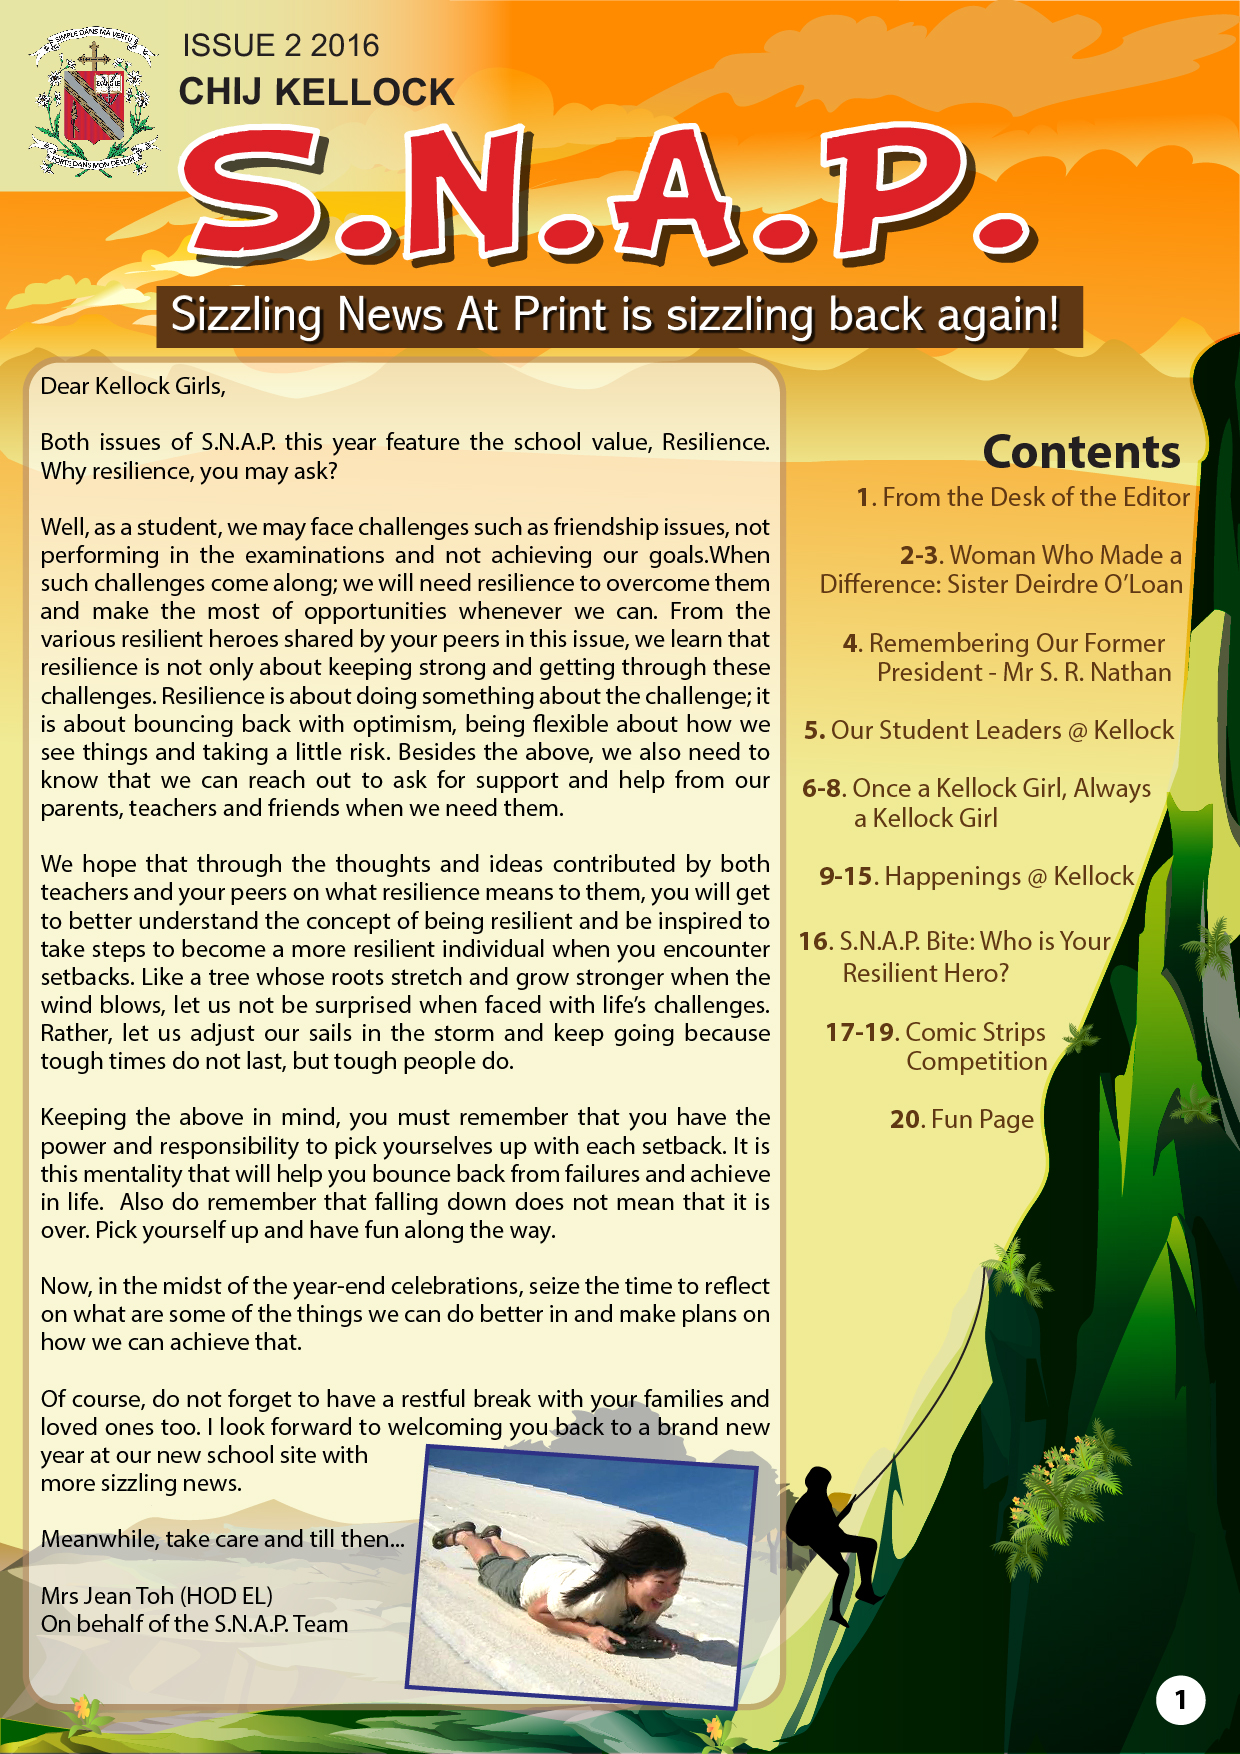 SIMPLE DANS MA VERTU
FORTE DANS MON DEVOIR
ISSUE 2 2016
CHIJ KELLOCK
S.N.A.P.
Sizzling News At Print is sizzling back again!
Dear Kellock Girls,
Both issues of S.N.A.P. this year feature the school value, Resilience.
Why resilience, you may ask?
Well, as a student, we may face challenges such as friendship issues, not
performing in the examinations and not achieving our goals.When
such challenges come along; we will need resilience to overcome them
and make the most of opportunities whenever we can. From the
various resilient heroes shared by your peers in this issue, we learn that
resilience is not only about keeping strong and getting through these
challenges. Resilience is about doing something about the challenge; it
is about bouncing back with optimism, being flexible about how we
see things and taking a little risk. Besides the above, we also need to
know that we can reach out to ask for support and help from our
parents, teachers and friends when we need them.
We hope that through the thoughts and ideas contributed by both
teachers and your peers on what resilience means to them, you will get
to better understand the concept of being resilient and be inspired to
take steps to become a more resilient individual when you encounter
setbacks. Like a tree whose roots stretch and grow stronger when the
wind blows, let us not be surprised when faced with life's challenges.
Rather, let us adjust our sails in the storm and keep going because
tough times do not last, but tough people do.
Keeping the above in mind, you must remember that you have the
power and responsibility to pick yourselves up with each setback. It is
this mentality that will help you bounce back from failures and achieve
in life.  Also do remember that falling down does not mean that it is
over. Pick yourself up and have fun along the way.
Now, in the midst of the year-end celebrations, seize the time to reflect
on what are some of the things we can do better in and make plans on
how we can achieve that.
Of course, do not forget to have a restful break with your families and
loved ones too. I look forward to welcoming you back to a brand new
year at our new school site with
more sizzling news.
Meanwhile, take care and till then...
Mrs Jean Toh (HOD EL)
On behalf of the S.N.A.P. Team
Contents
1. From the Desk of the Editor
2-3. Woman Who Made a
Difference: Sister Deirdre O'Loan
4. Remembering Our Former
President - Mr S. R. Nathan
5. Our Student Leaders @ Kellock
6-8. Once a Kellock Girl, Always
a Kellock Girl
9-15. Happenings @ Kellock
16. S.N.A.P. Bite: Who is Your
Resilient Hero?
17-19. Comic Strips
Competition
20. Fun Page
1